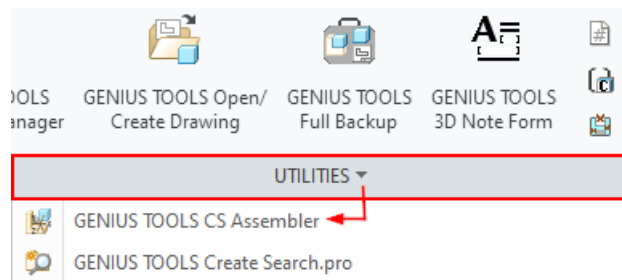 GENIUS TOOLS Open/ GENIUS TOOLS GENIUS TOOLS
Create Drawing Full Backup 3D Note Form
UTILITIES
GENIUS TOOLS CS Assembler
GENIUS TOOLS Create Search.pro